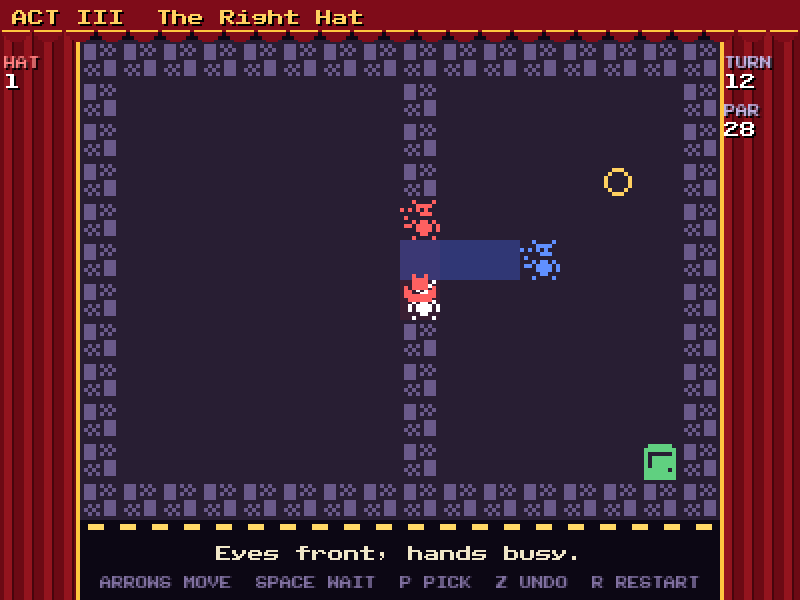 ACT III The Right Hat
HAT
1
TURN
12
PAR
28
Eyes front, hands busy.
ARROWS MOVE SPACE WAIT P PICK Z UNDO R RESTART